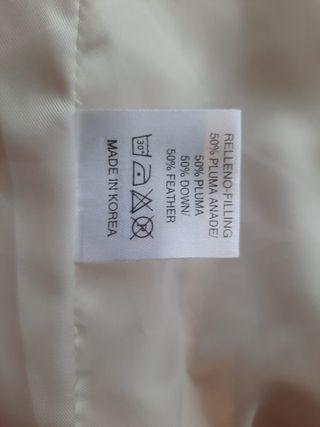 RELLENO-FILLING
50% PLUMA ANADE/
50% PLUMA
50% DOWN/
50% FEATHER
30°
P
MADE IN KOREA